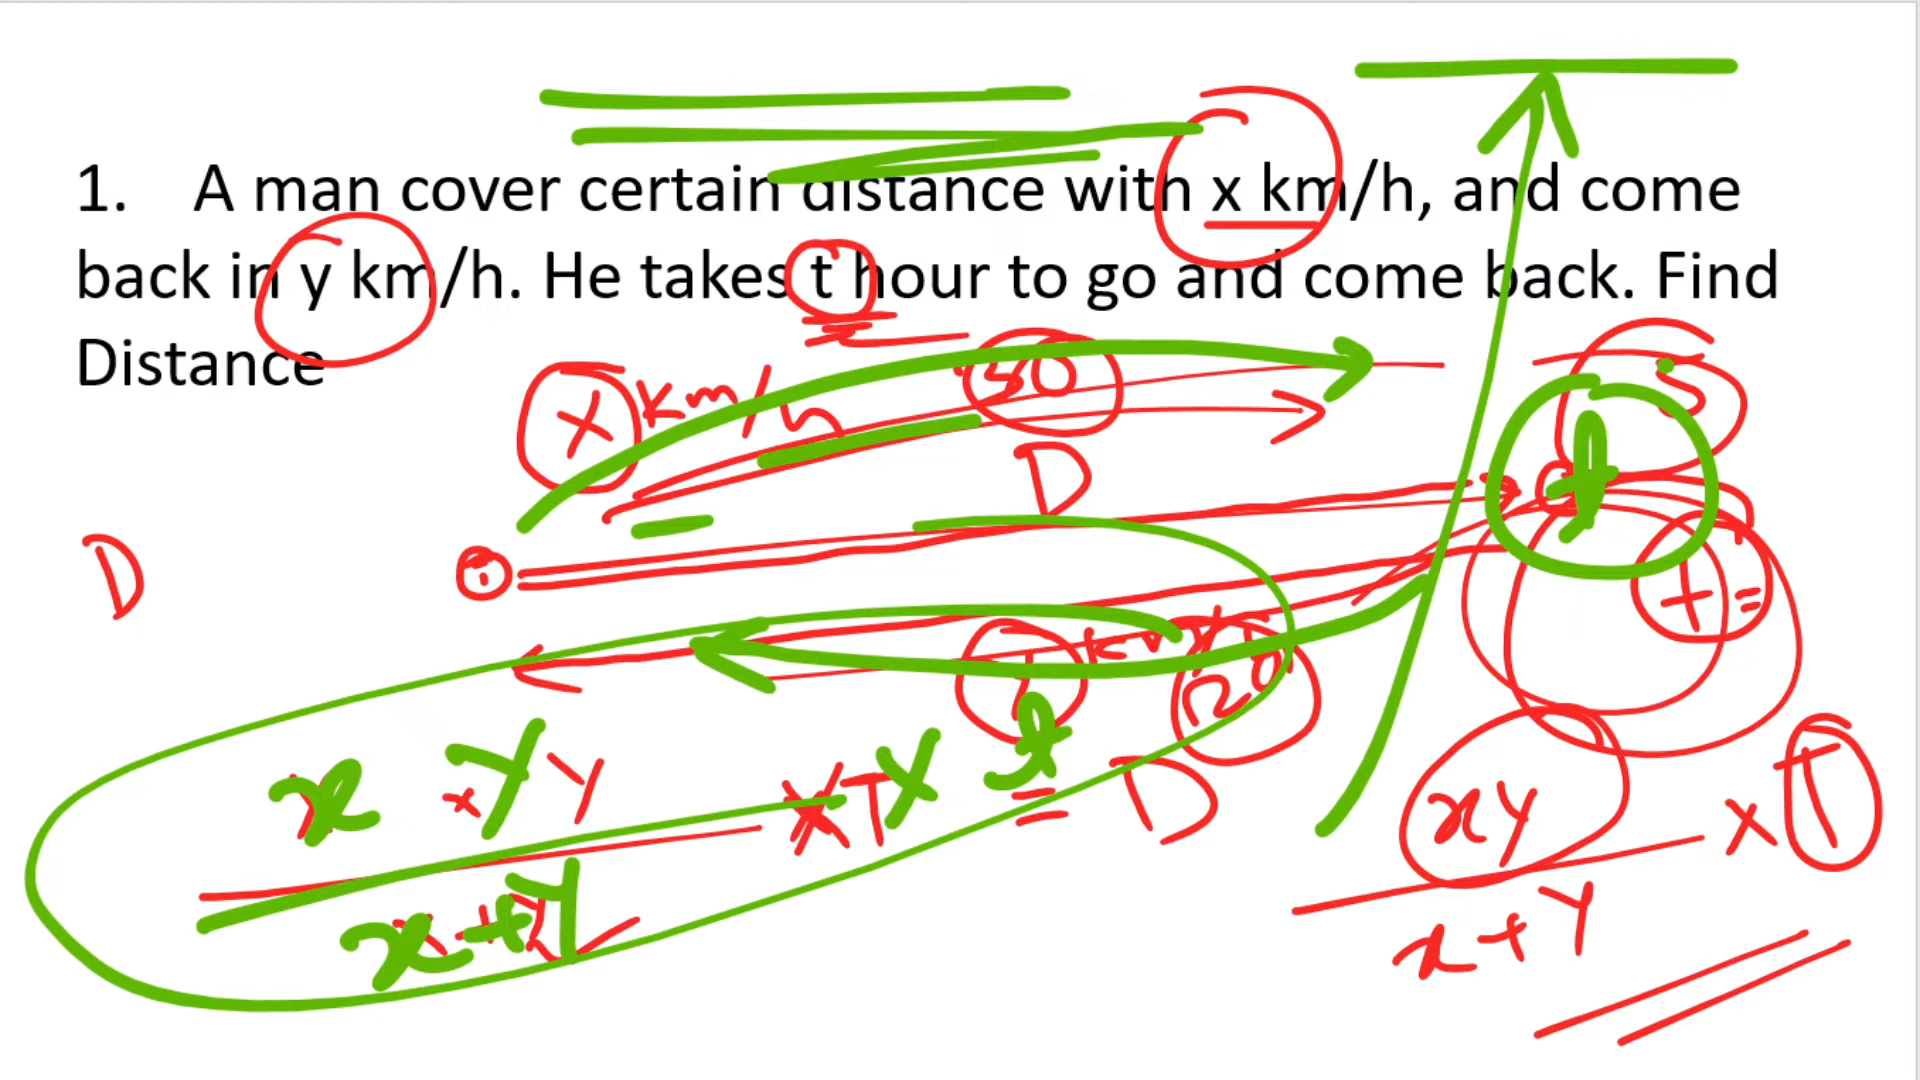 1. A man cover certain distance with x km/h, and come
back in y km/h. He takes t hour to go and come back. Find
Distance
X km/h
D
D
20
D
x Y
x + Y
xY × T
x + Y